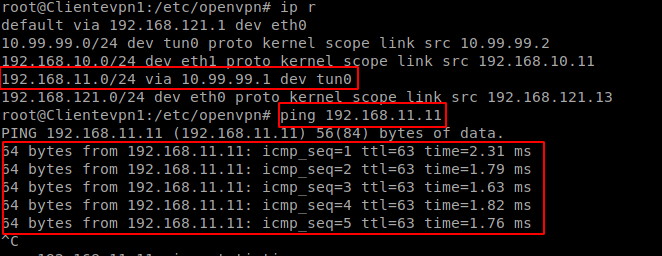 root@Clientevpn1:/etc/openvpn# ip r
default via 192.168.121.1 dev eth0
10.99.99.0/24 dev tun0 proto kernel scope link src 10.99.99.2
192.168.10.0/24 dev eth1 proto kernel scope link src 192.168.10.11
192.168.11.0/24 via 10.99.99.1 dev tun0
192.168.121.0/24 dev eth0 proto kernel scope link src 192.168.121.13
root@Clientevpn1:/etc/openvpn# ping 192.168.11.11
PING 192.168.11.11 (192.168.11.11) 56(84) bytes of data.
64 bytes from 192.168.11.11: icmp_seq=1 ttl=63 time=2.31 ms
64 bytes from 192.168.11.11: icmp_seq=2 ttl=63 time=1.79 ms
64 bytes from 192.168.11.11: icmp_seq=3 ttl=63 time=1.63 ms
64 bytes from 192.168.11.11: icmp_seq=4 ttl=63 time=1.82 ms
64 bytes from 192.168.11.11: icmp_seq=5 ttl=63 time=1.76 ms
^C